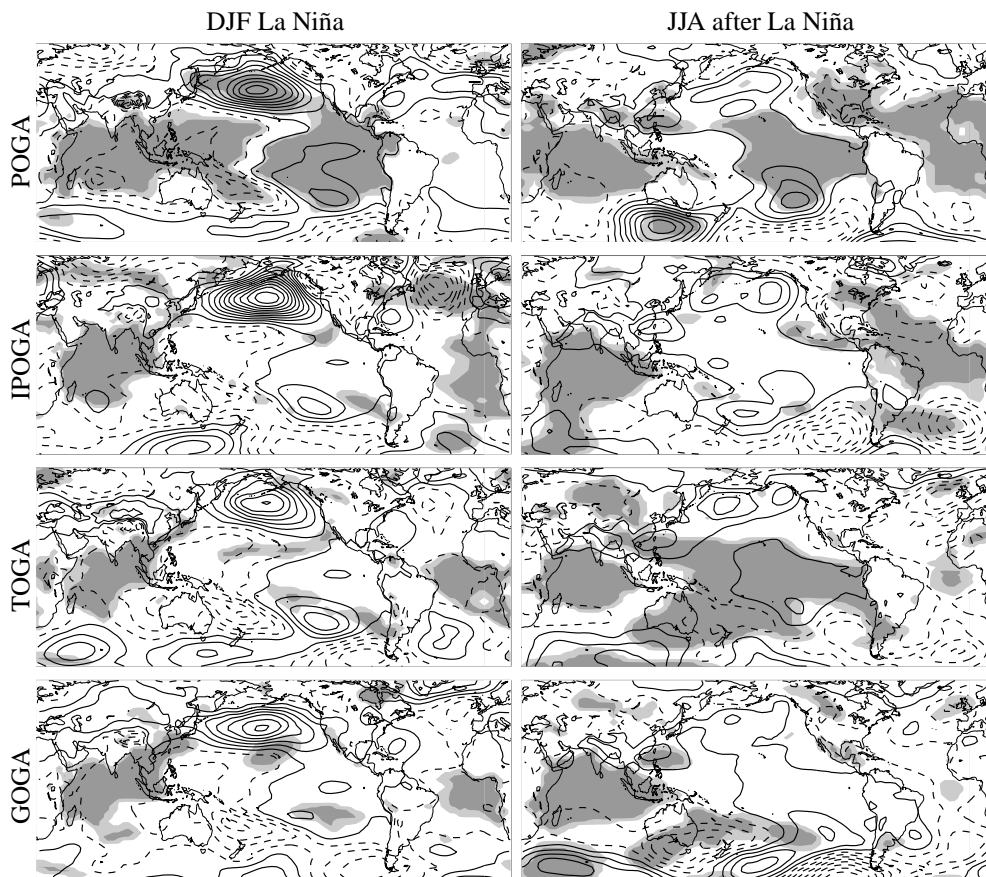 DJF La Niña
JJA after La Niña
POGA
IPOGA
TOGA
GOGA